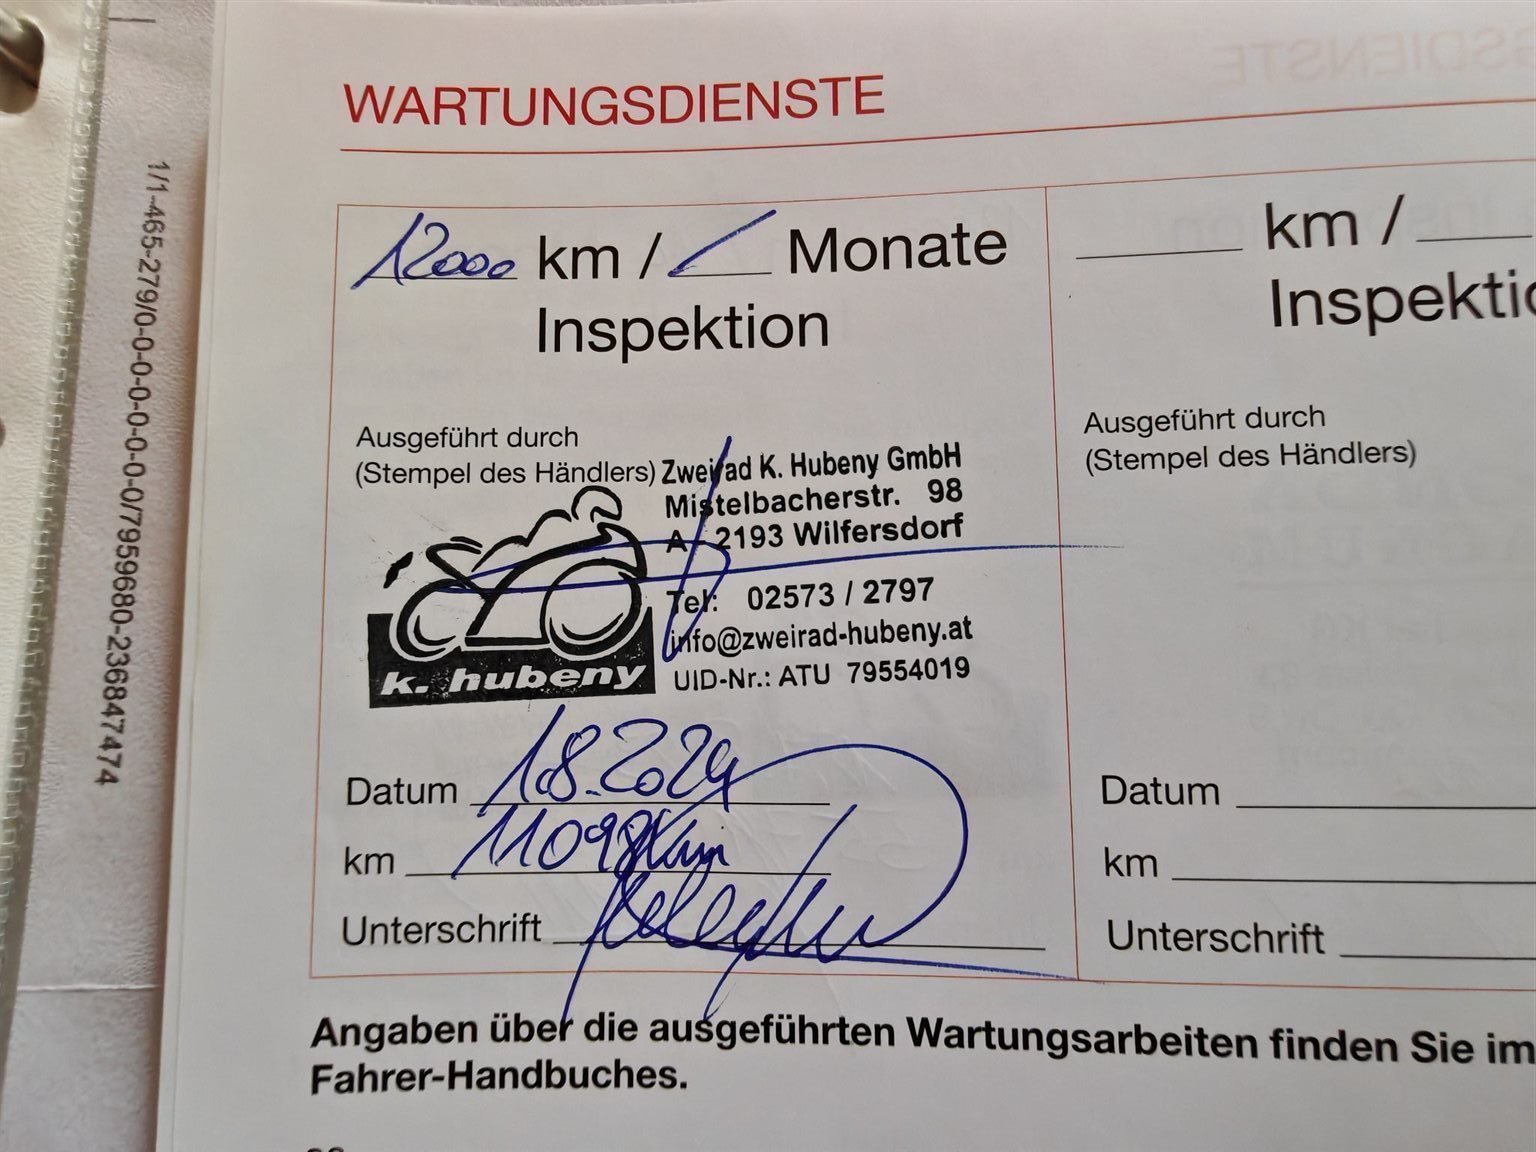 WARTUNGSDIENSTE
12000 km / Monate
Inspektion
Ausgeführt durch
(Stempel des Händlers)
Zweirad K. Hubeny GmbH
Mistelbacherstr. 98
A - 2193 Wilfersdorf
Tel: 02573 / 2797
info@zweirad-hubeny.at
UID-Nr.: ATU 79554019
k. hubeny
Datum 1.8.2024
km 11098km
Unterschrift
km /
Ausgeführt durch
(Stempel des Händlers)
Datum
km
Unterschrift
Angaben über die ausgeführten Wartungsarbeiten finden Sie im
Fahrer-Handbuches.
1/1-465-279/0-0-0-0-0-0-0/7959680-236847474